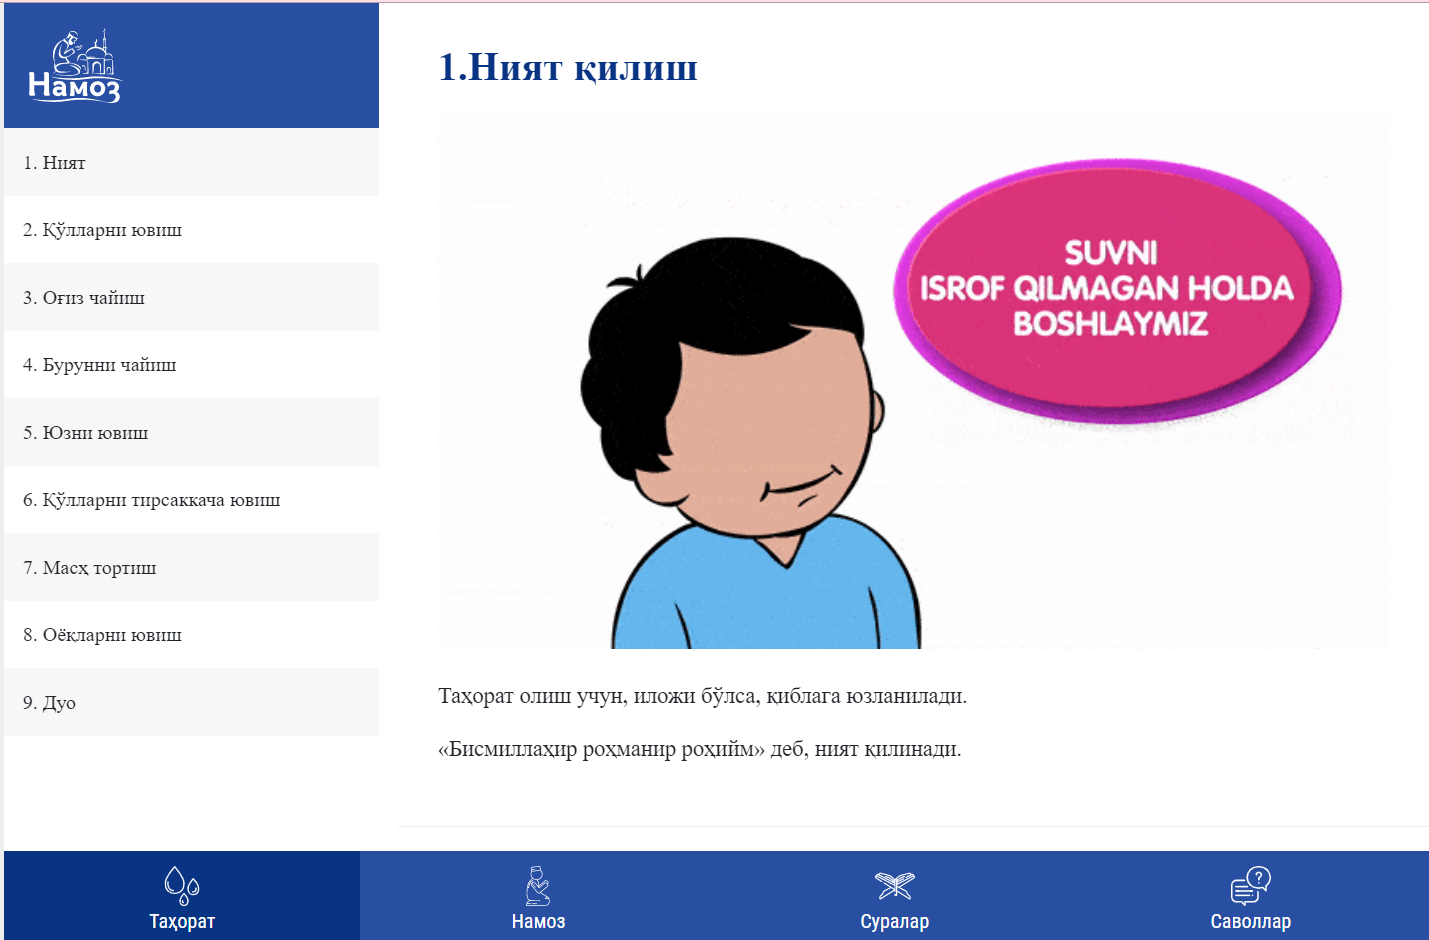 Намоз
1. Ният
2. Қўлларни ювиш
3. Оғиз чайиш
4. Бурунни чайиш
5. Юзни ювиш
6. Қўлларни тирсаккача ювиш
7. Масҳ тортиш
8. Оёқларни ювиш
9. Дуо
1.Ният қилиш
SUVNI
ISROF QILMAGAN HOLDA
BOSHLAYMIZ
Таҳорат олиш учун, иложи бўлса, қиблага юзланилади.
«Бисмиллаҳир роҳманир роҳийм» деб, ният қилинади.
Таҳорат
Намоз
Суралар
Саволлар